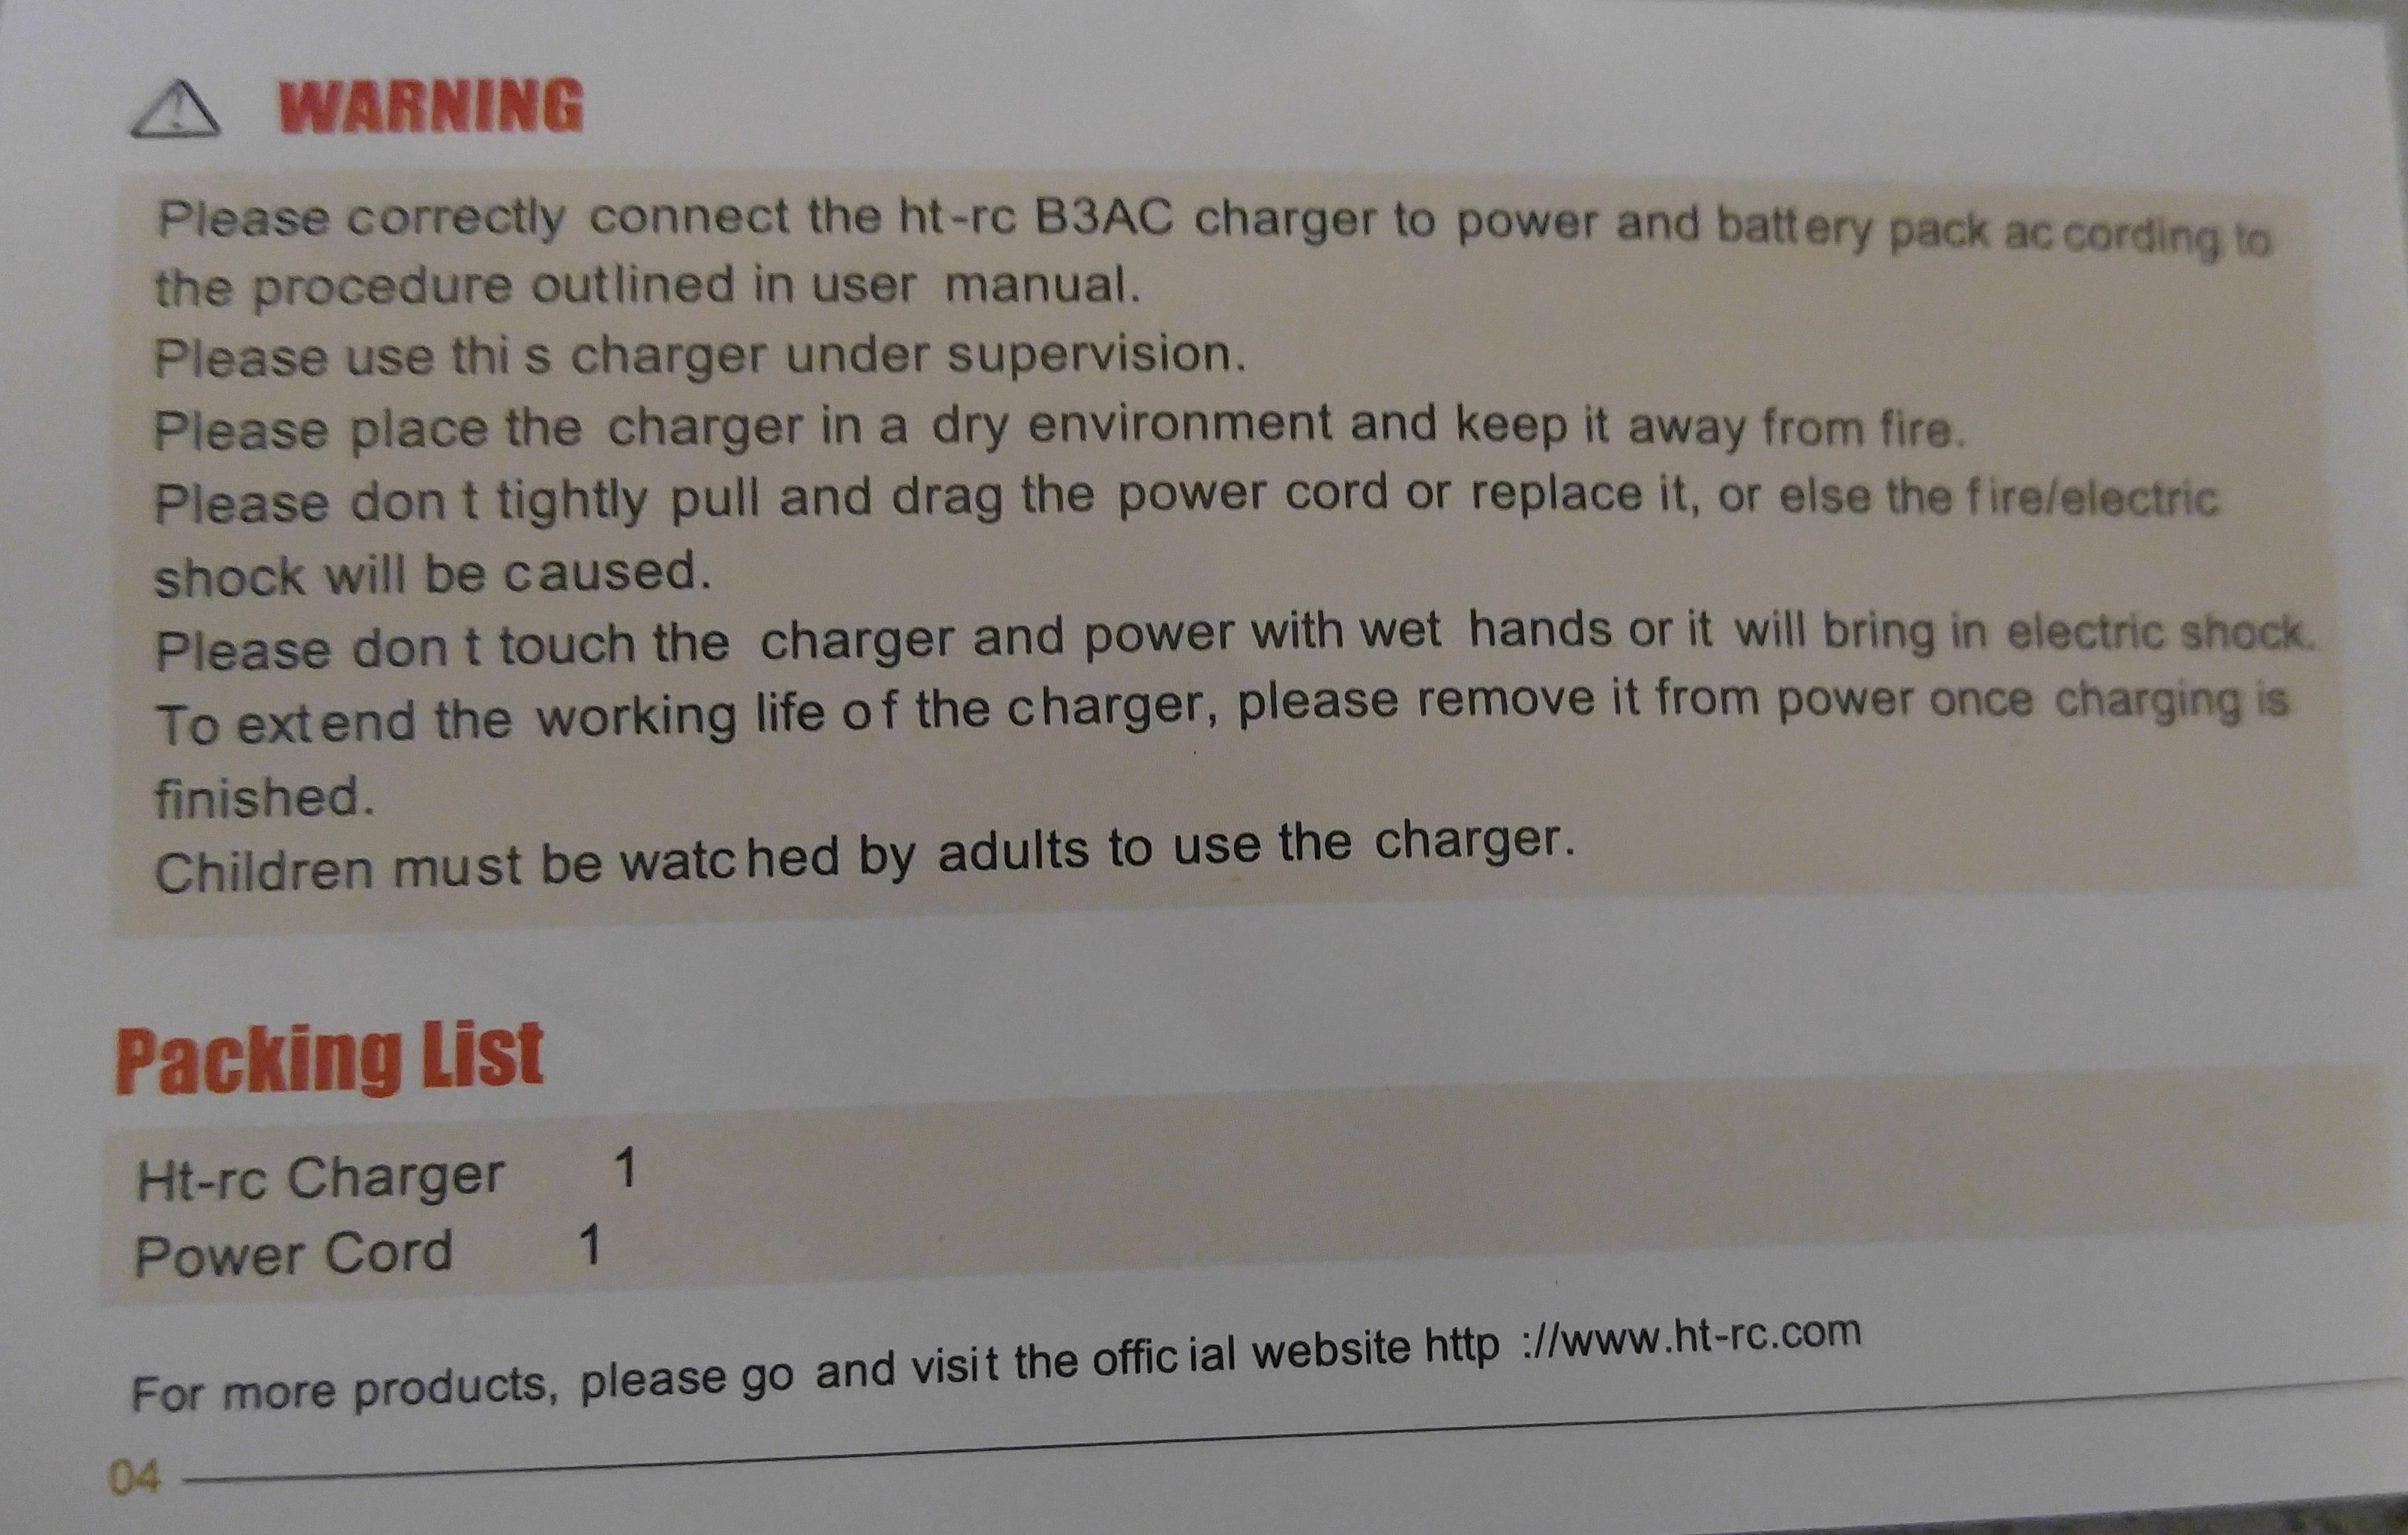 WARNING
Please correctly connect the ht-rc B3AC charger to power and battery pack ac cording to
the procedure outlined in user manual.
Please use thi s charger under supervision.
Please place the charger in a dry environment and keep it away from fire.
Please don t tightly pull and drag the power cord or replace it, or else the fire/electric
shock will be caused.
Please don t touch the charger and power with wet hands or it will bring in electric shock.
To extend the working life of the charger, please remove it from power once charging is
finished.
Children must be watched by adults to use the charger.
Packing List
Ht-rc Charger 1
Power Cord 1
For more products, please go and visit the offic ial website http ://www.ht-rc.com
04